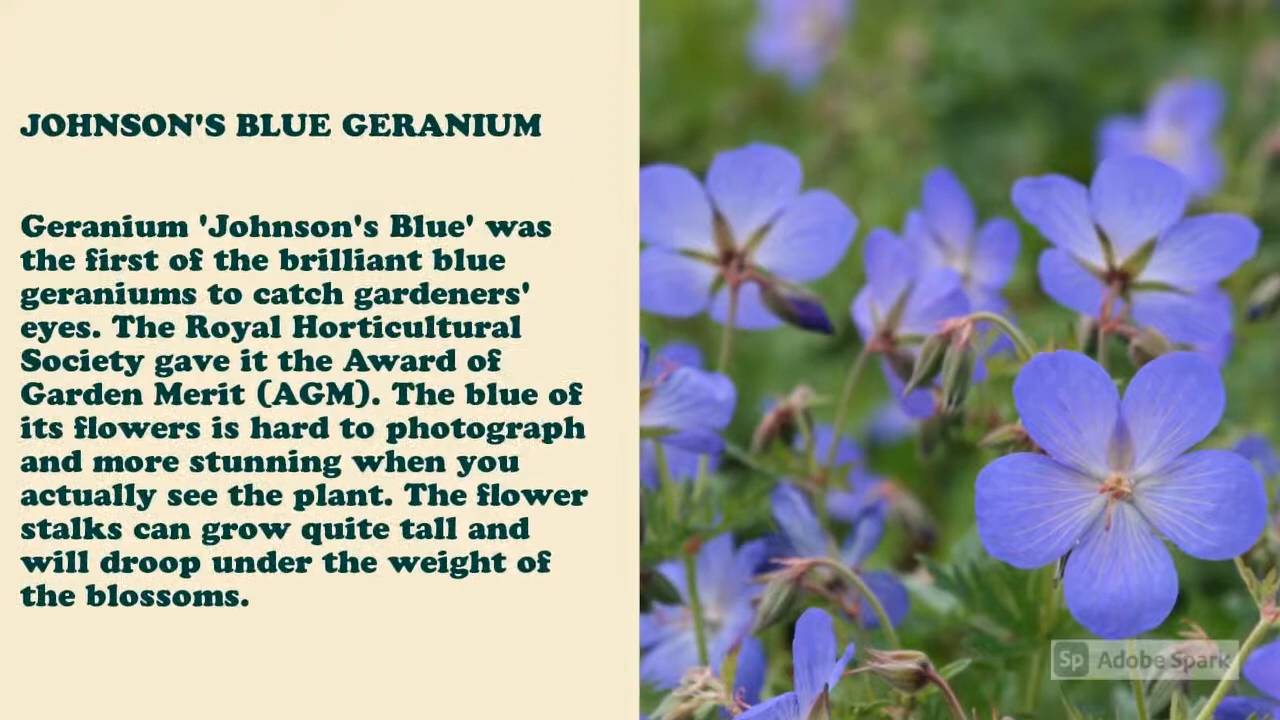 JOHNSON'S BLUE GERANIUM
Geranium 'Johnson's Blue' was
the first of the brilliant blue
geraniums to catch gardeners'
eyes. The Royal Horticultural
Society gave it the Award of
Garden Merit (AGM). The blue of
its flowers is hard to photograph
and more stunning when you
actually see the plant. The flower
stalks can grow quite tall and
will droop under the weight of
the blossoms.
Sp Adobe Spark